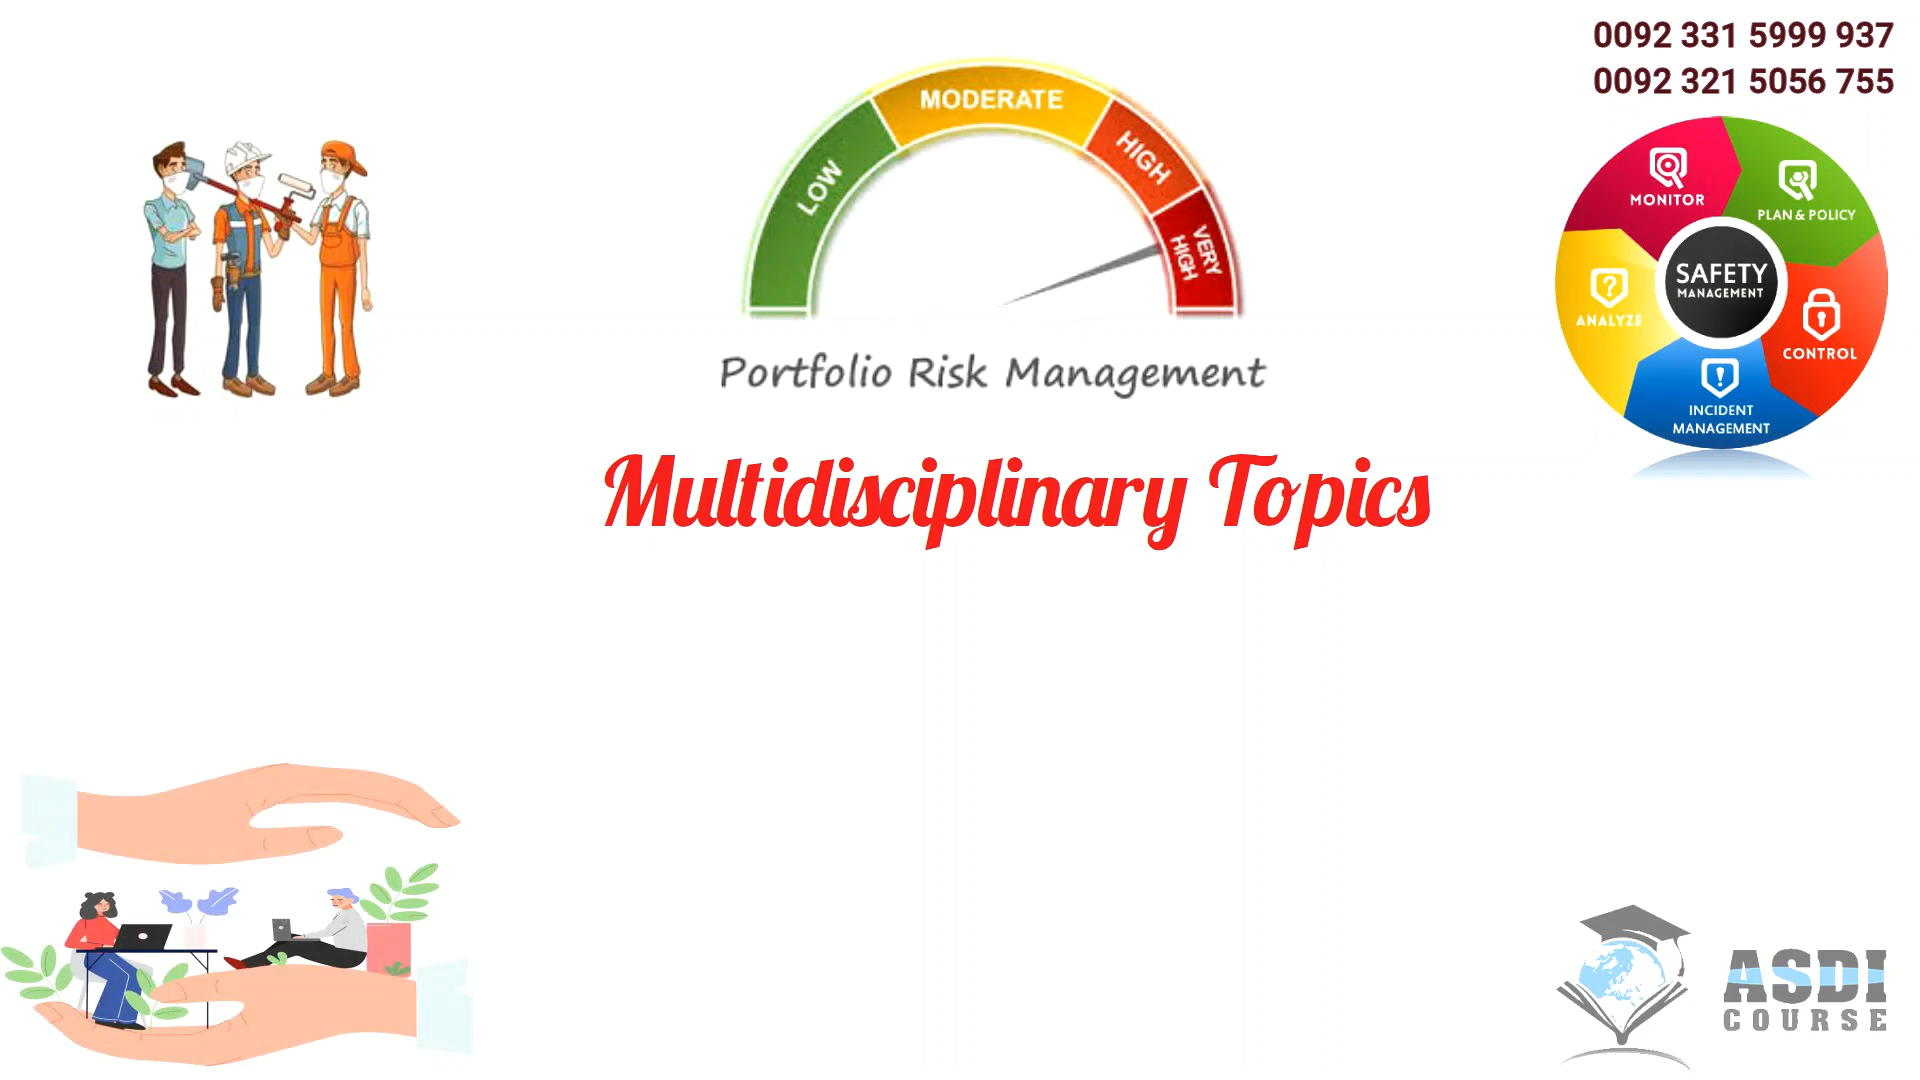 0092 331 5999 937
0092 321 5056 755
LOW
MODERATE
HIGH
VERY
HIGH
Portfolio Risk Management
MONITOR
PLAN & POLICY
SAFETY
MANAGEMENT
ANALYZE
CONTROL
INCIDENT
MANAGEMENT
Multidisciplinary Topics
ASDI
COURSE